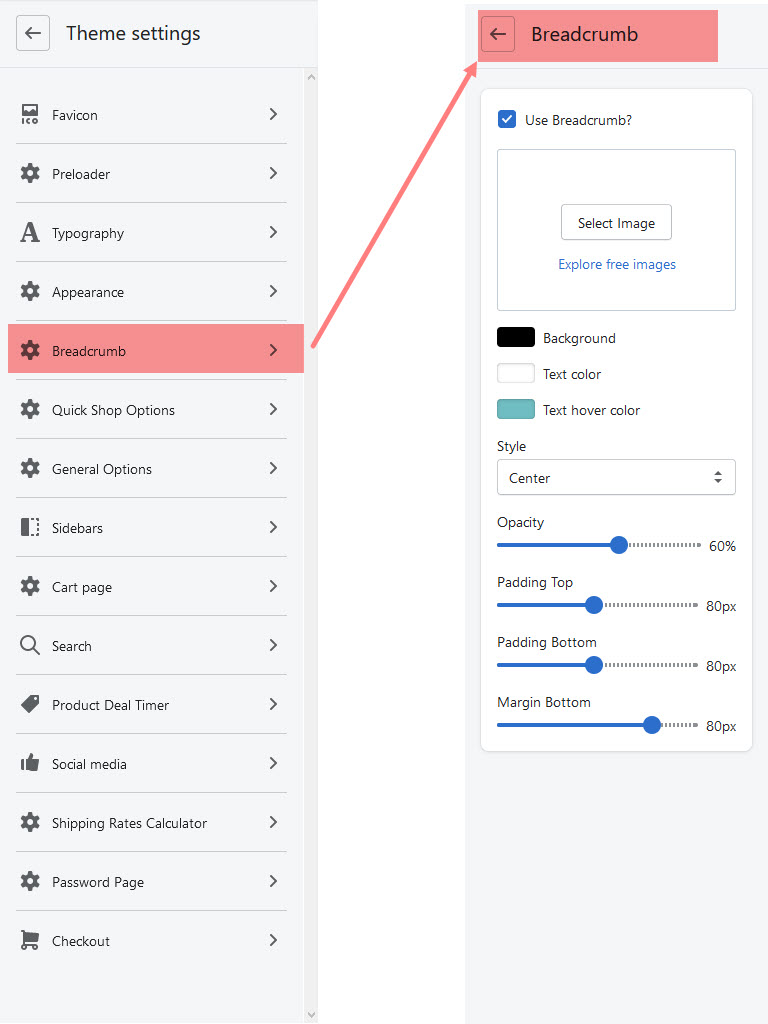 Theme settings
Favicon
ICO
Preloader
Typography
Appearance
Breadcrumb
Quick Shop Options
General Options
Sidebars
Cart page
Search
Product Deal Timer
Social media
Shipping Rates Calculator
Password Page
Checkout
Breadcrumb
Use Breadcrumb?
Select Image
Explore free images
Background
Text color
Text hover color
Style
Center
Opacity
60%
Padding Top
80px
Padding Bottom
80px
Margin Bottom
80px